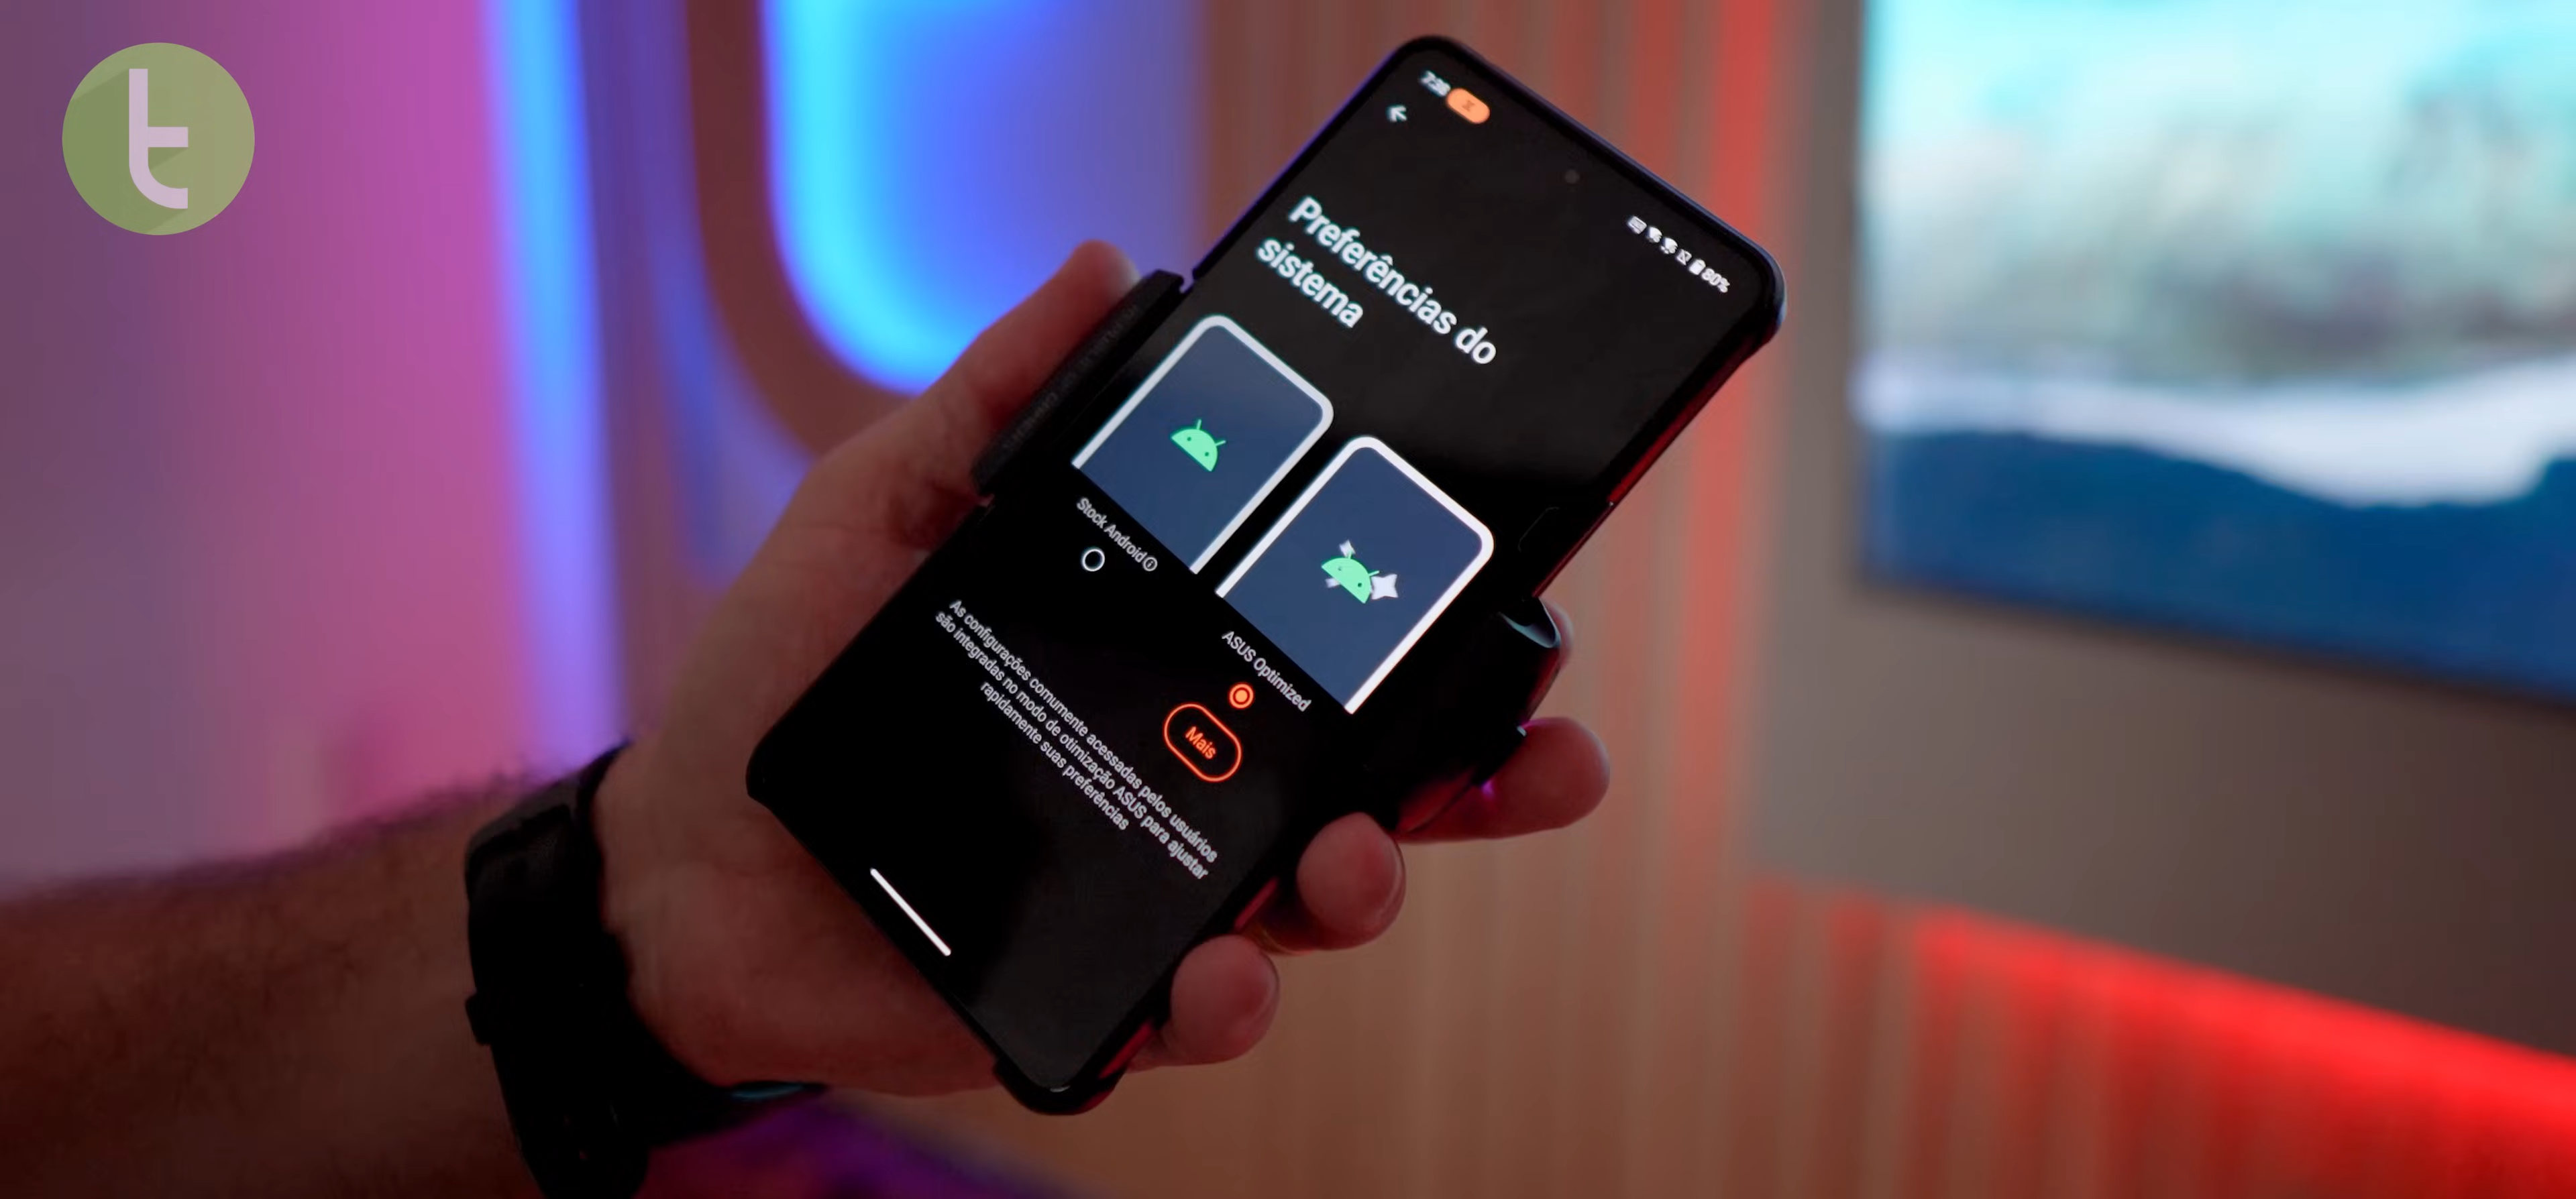 t
80%
Preferências do
sistema
Stock Android
ASUS Optimized
Mais
As configurações comumente acessadas pelos usuários
são integradas no modo de otimização ASUS para ajustar
rapidamente suas preferências